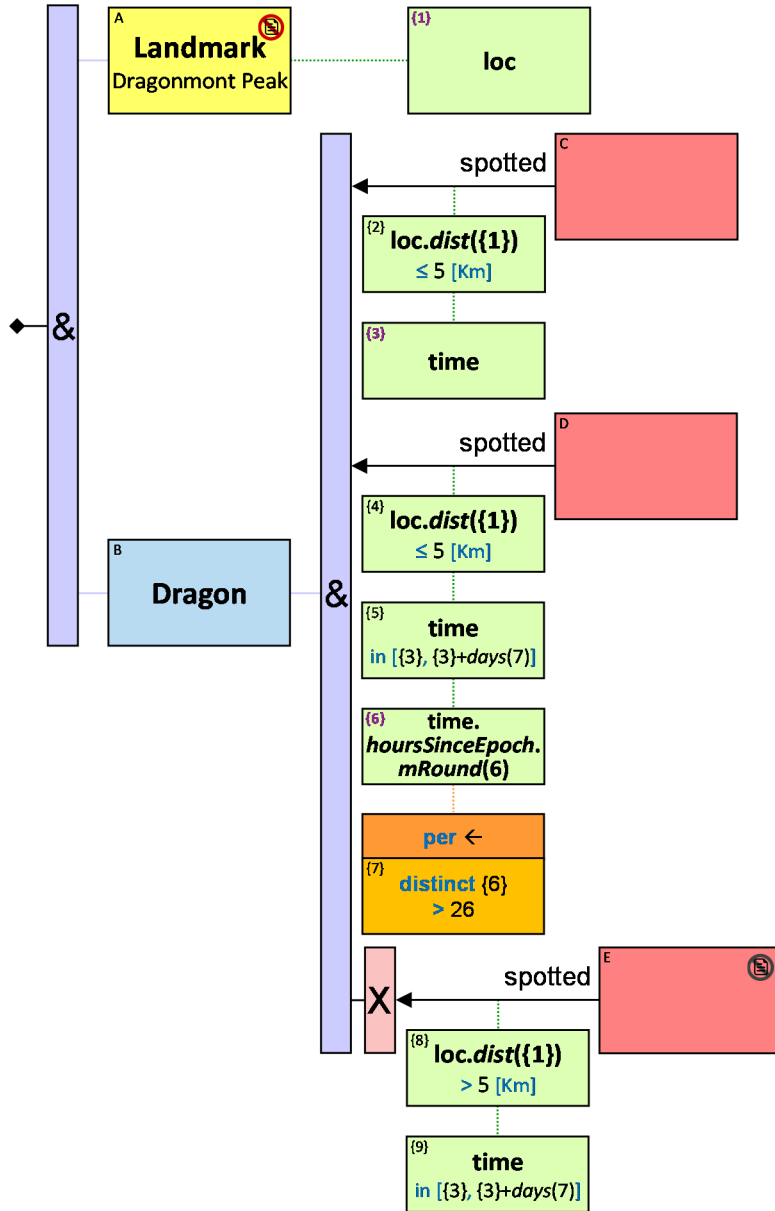 A
Landmark
Dragonmont Peak
{1}
loc
C
spotted
{2}
loc.dist({1})
≤ 5 [Km]
{3}
time
&
D
spotted
{4}
loc.dist({1})
≤ 5 [Km]
B
Dragon
&
{5}
time
in [{3}, {3}+days(7)]
{6}
time.
hoursSinceEpoch.
mRound(6)
per ←
{7}
distinct {6}
> 26
E
spotted
X
{8}
loc.dist({1})
> 5 [Km]
{9}
time
in [{3}, {3}+days(7)]